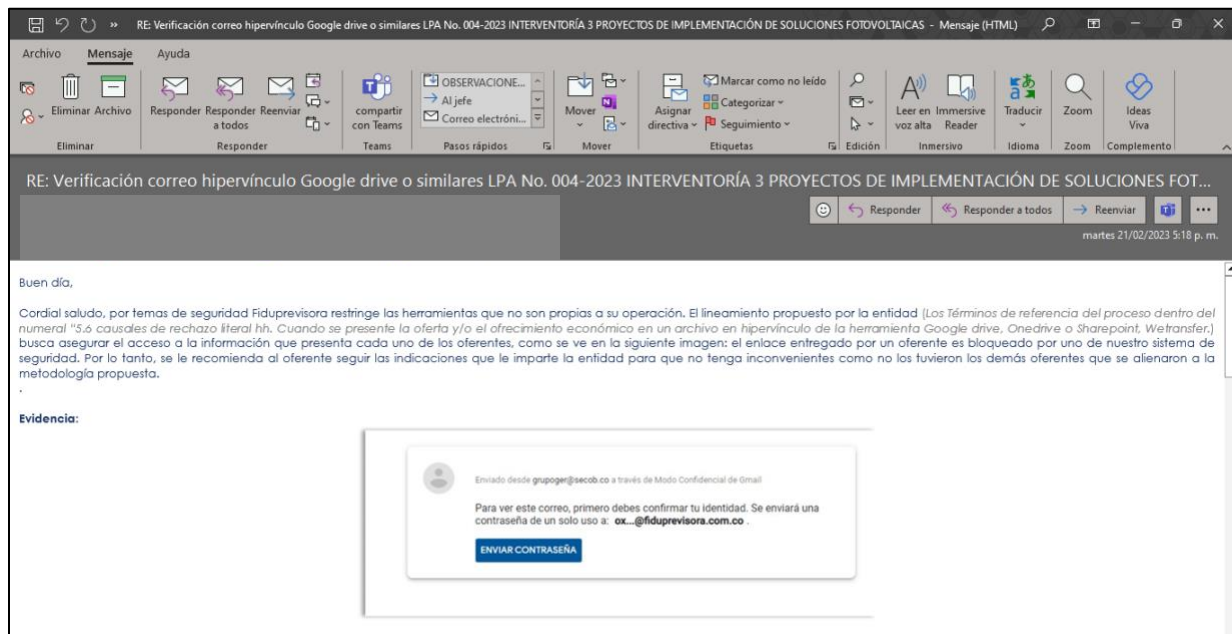 RE: Verificación correo hipervínculo Google drive o similares LPA No. 004-2023 INTERVENTORÍA 3 PROYECTOS DE IMPLEMENTACIÓN DE SOLUCIONES FOTOVOLTAICAS - Mensaje (HTML)
Archivo Mensaje Ayuda
Eliminar Archivo
Responder Responder a todos Reenviar
compartir con Teams
OBSERVACIONE...
Al jefe
Correo electróni...
Mover
Asignar directiva
Marcar como no leído
Categorizar
Seguimiento
Leer en voz alta Immersive Reader
Traducir
Zoom
Ideas Viva
Eliminar Responder Teams Pasos rápidos Mover Etiquetas Edición Inmersivo Idioma Zoom Complemento
RE: Verificación correo hipervínculo Google drive o similares LPA No. 004-2023 INTERVENTORÍA 3 PROYECTOS DE IMPLEMENTACIÓN DE SOLUCIONES FOT...
Responder Responder a todos Reenviar
martes 21/02/2023 5:18 p. m.
Buen día,
Cordial saludo, por temas de seguridad Fiduprevisora restringe las herramientas que no son propias a su operación. El lineamiento propuesto por la entidad (Los Términos de referencia del proceso dentro del
numeral "5.6 causales de rechazo literal hh. Cuando se presente la oferta y/o el ofrecimiento económico en un archivo en hipervínculo de la herramienta Google drive, Onedrive o Sharepoint, Wetransfer.)
busca asegurar el acceso a la información que presenta cada uno de los oferentes, como se ve en la siguiente imagen: el enlace entregado por un oferente es bloqueado por uno de nuestro sistema de
seguridad. Por lo tanto, se le recomienda al oferente seguir las indicaciones que le imparte la entidad para que no tenga inconvenientes como no los tuvieron los demás oferentes que se alienaron a la
metodología propuesta.
.
Evidencia:
Enviado desde grupoger@secob.co a través de Modo Confidencial de Gmail
Para ver este correo, primero debes confirmar tu identidad. Se enviará una
contraseña de un solo uso a: ox...@fiduprevisora.com.co .
ENVIAR CONTRASEÑA